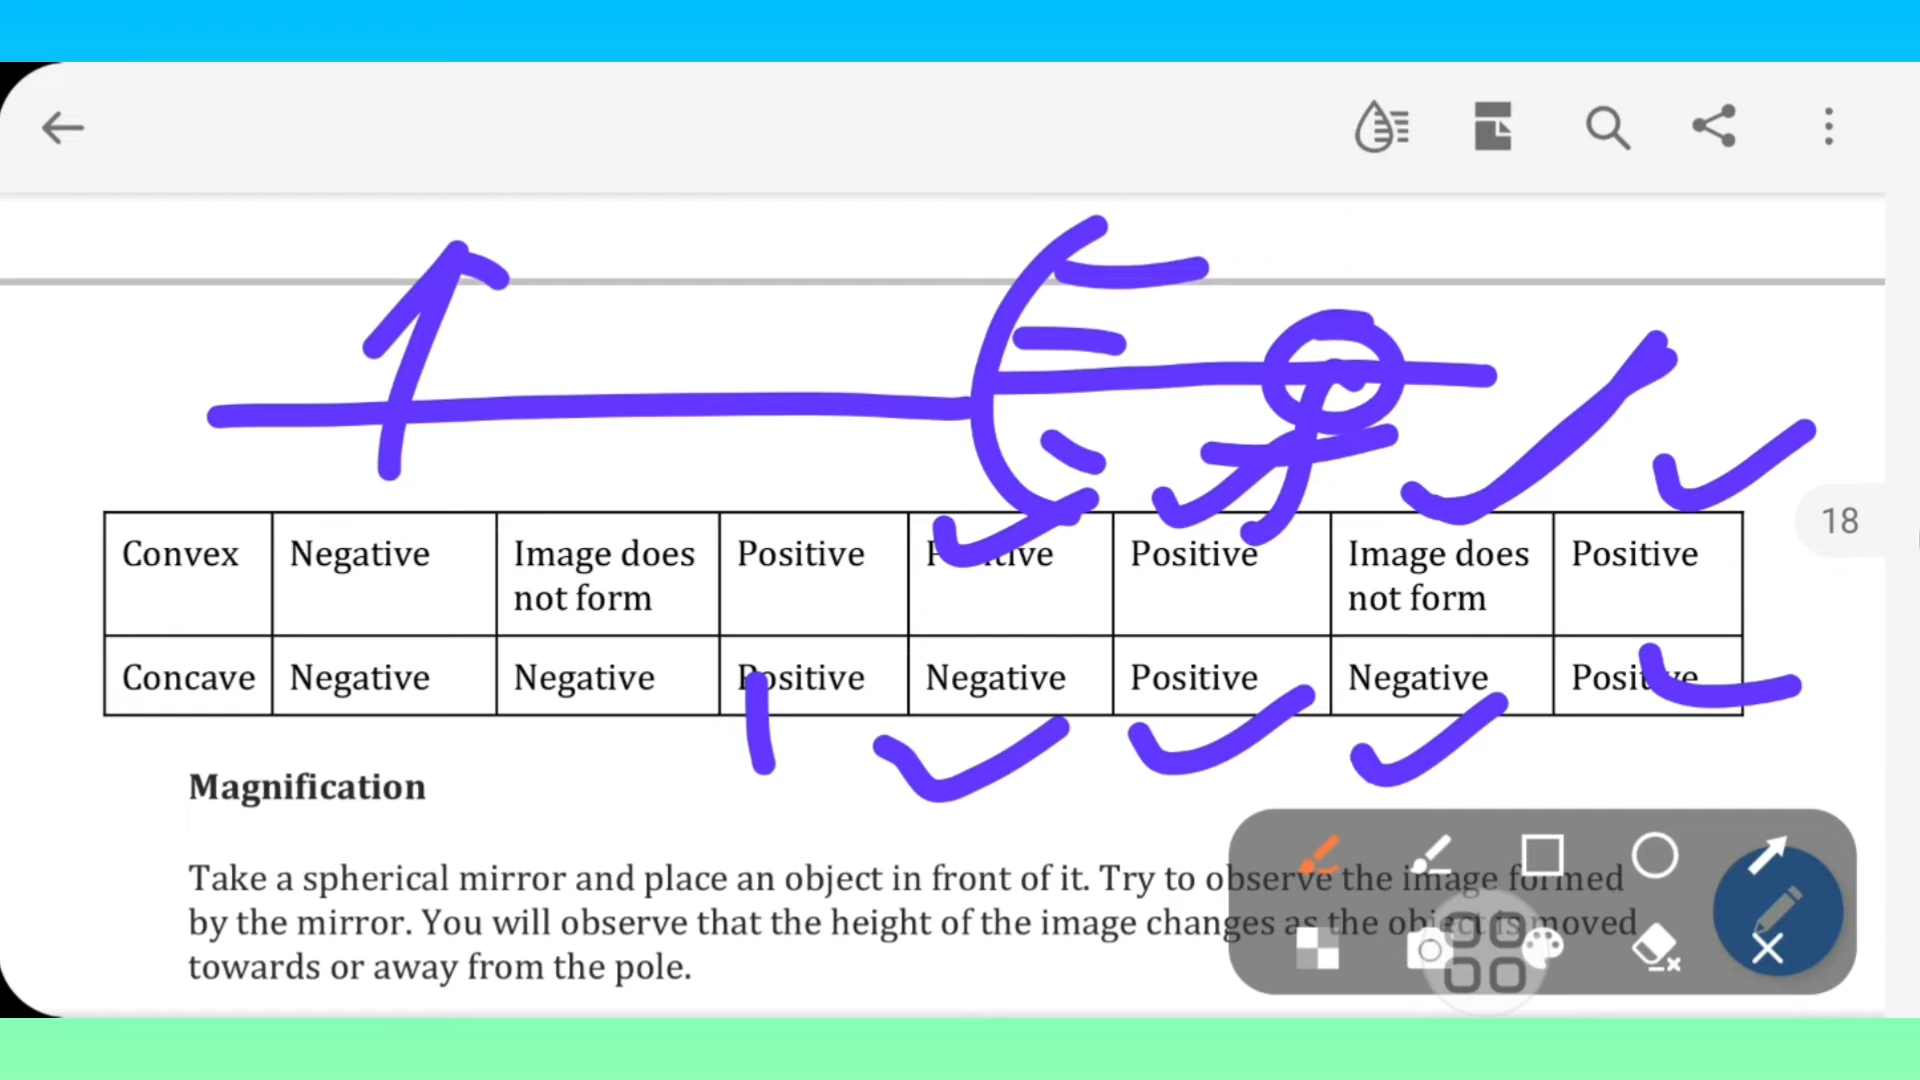 18
Convex Negative Image does Positive Positive Image does Positive
not form not form
Concave Negative Negative Positive Negative Positive Negative Positive
Magnification
Take a spherical mirror and place an object in front of it. Try to observe the image formed
by the mirror. You will observe that the height of the image changes as the object is moved
towards or away from the pole.